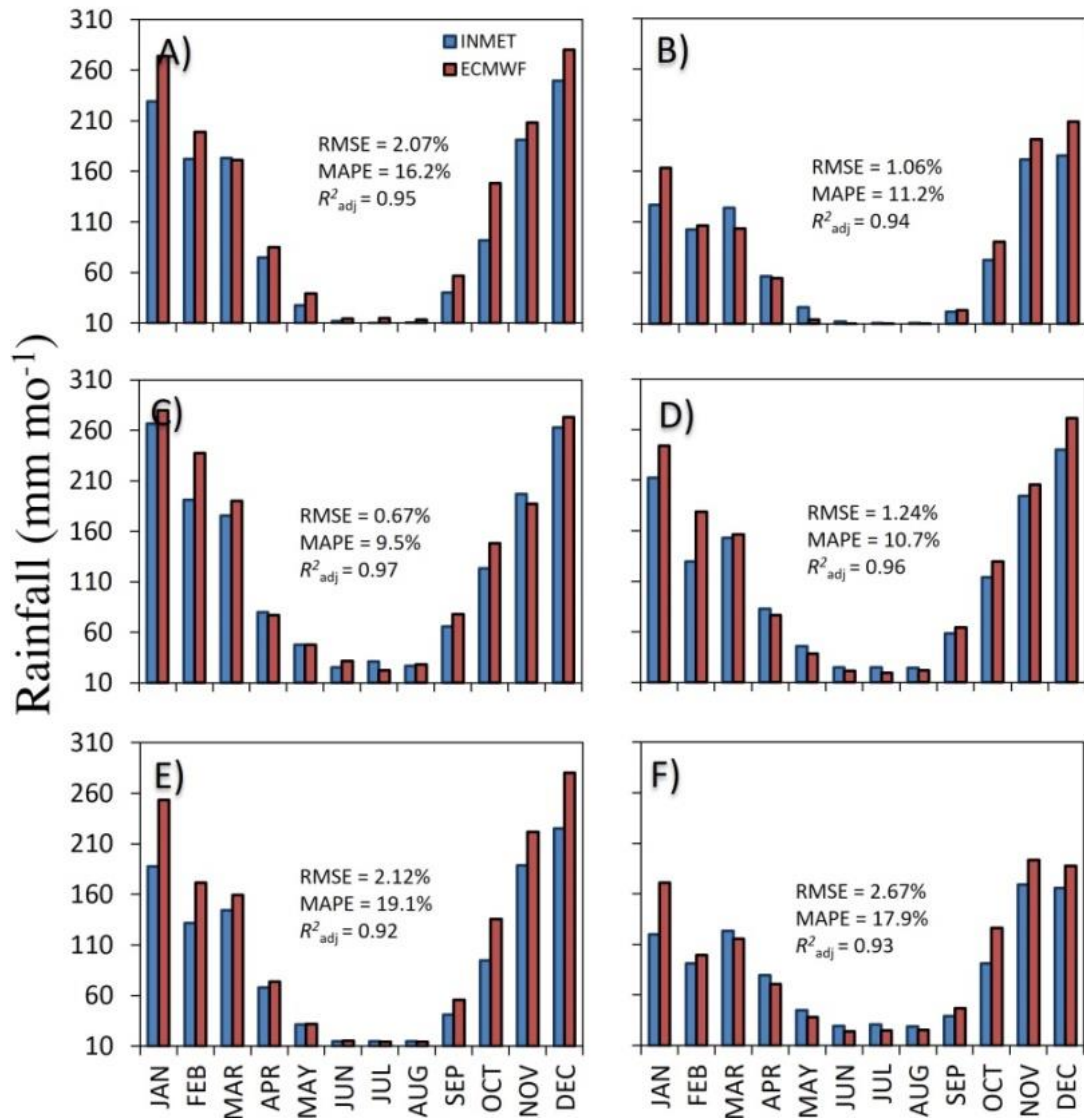 Rainfall (mm mo⁻¹)
310
260
210
160
110
60
10
A)
INMET
ECMWF
RMSE = 2.07%
MAPE = 16.2%
R²adj = 0.95
B)
RMSE = 1.06%
MAPE = 11.2%
R²adj = 0.94
310
260
210
160
110
60
10
C)
RMSE = 0.67%
MAPE = 9.5%
R²adj = 0.97
D)
RMSE = 1.24%
MAPE = 10.7%
R²adj = 0.96
310
260
210
160
110
60
10
E)
RMSE = 2.12%
MAPE = 19.1%
R²adj = 0.92
F)
RMSE = 2.67%
MAPE = 17.9%
R²adj = 0.93
JAN FEB MAR APR MAY JUN JUL AUG SEP OCT NOV DEC
JAN FEB MAR APR MAY JUN JUL AUG SEP OCT NOV DEC